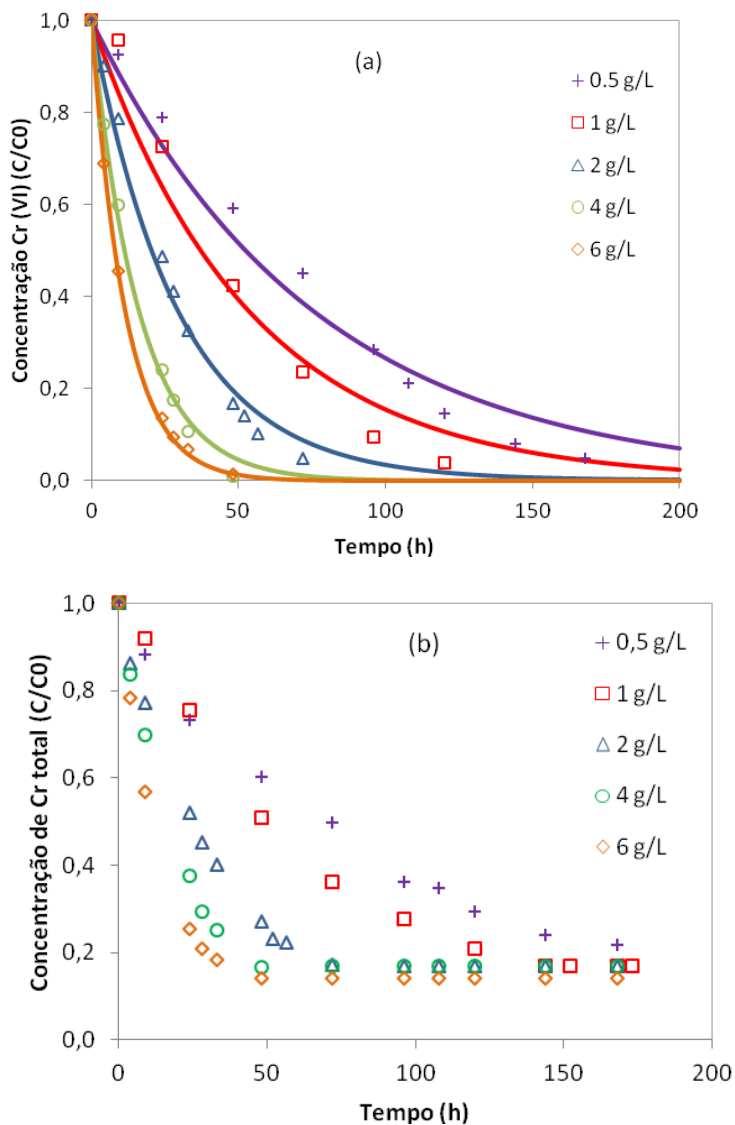 (a)
Concentração Cr (VI) (C/C0)
1,0
0,8
0,6
0,4
0,2
0,0
0.5 g/L
1 g/L
2 g/L
4 g/L
6 g/L
0
50
100
150
200
Tempo (h)
(b)
Concentração de Cr total (C/C0)
1,0
0,8
0,6
0,4
0,2
0,0
0,5 g/L
1 g/L
2 g/L
4 g/L
6 g/L
0
50
100
150
200
Tempo (h)